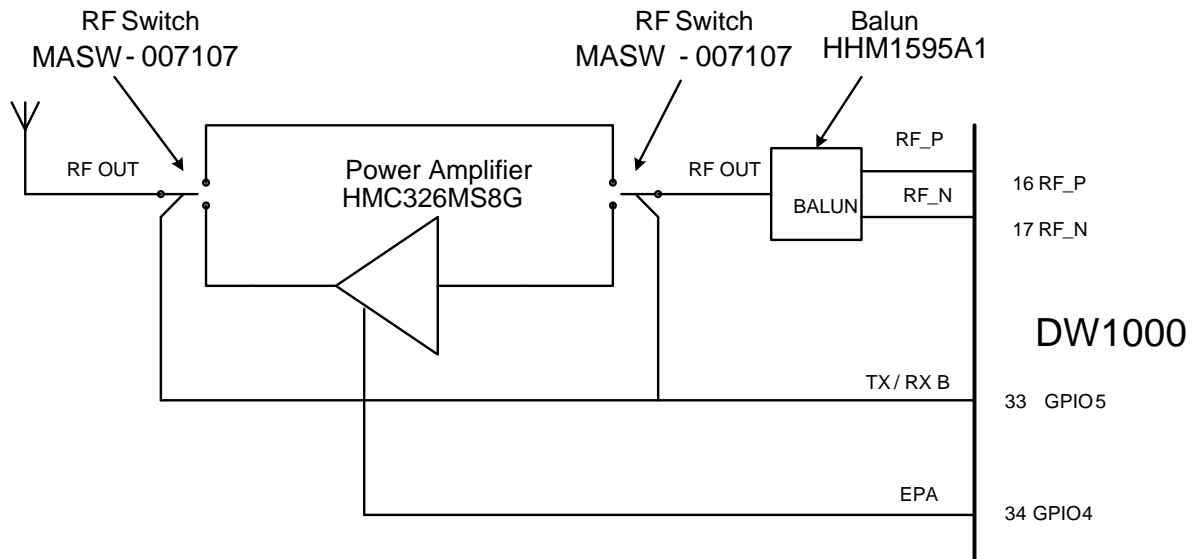 RF Switch
MASW - 007107
RF Switch
MASW - 007107
Balun
HHM1595A1
RF OUT
Power Amplifier
HMC326MS8G
RF OUT
BALUN
RF_P
RF_N
16 RF_P
17 RF_N
DW1000
TX / RX B
33 GPIO5
EPA
34 GPIO4